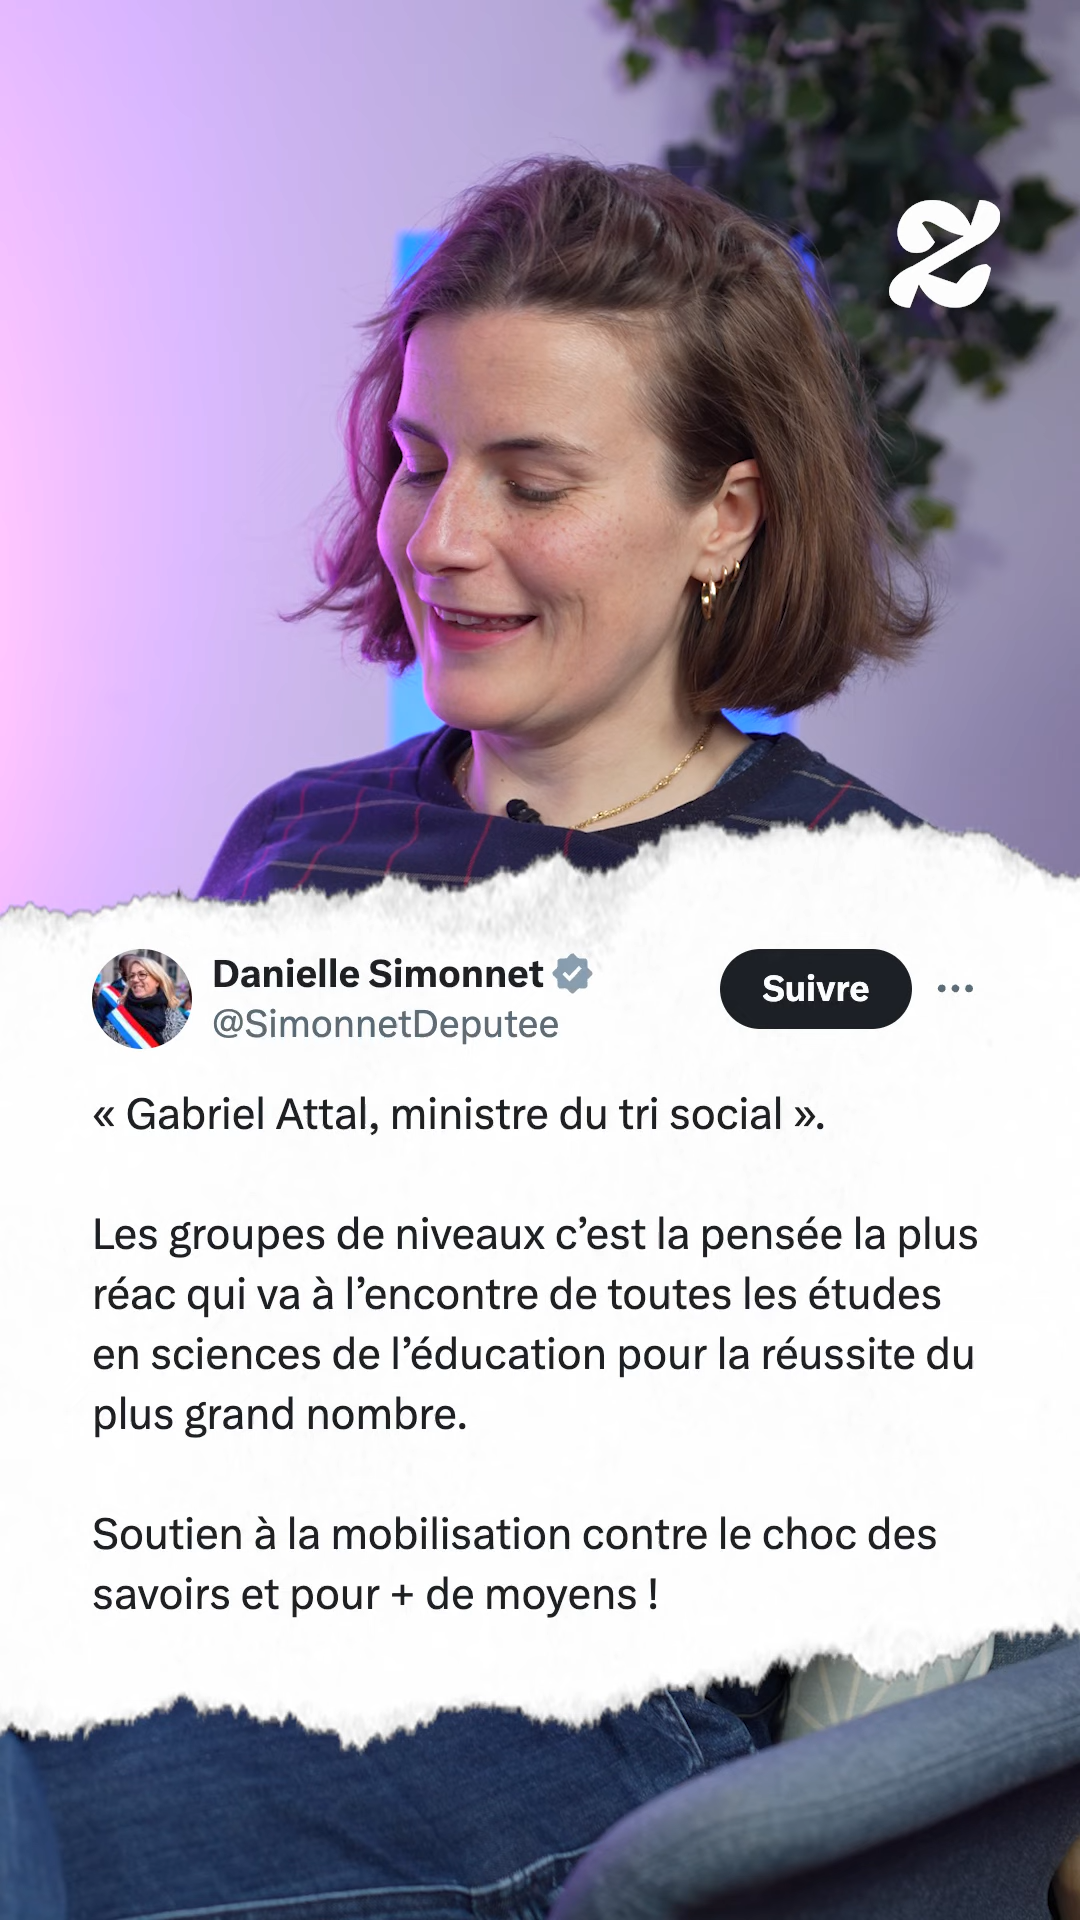 Danielle Simonnet
@SimonnetDeputee
Suivre
« Gabriel Attal, ministre du tri social ».
Les groupes de niveaux c’est la pensée la plus
réac qui va à l’encontre de toutes les études
en sciences de l’éducation pour la réussite du
plus grand nombre.
Soutien à la mobilisation contre le choc des
savoirs et pour + de moyens !